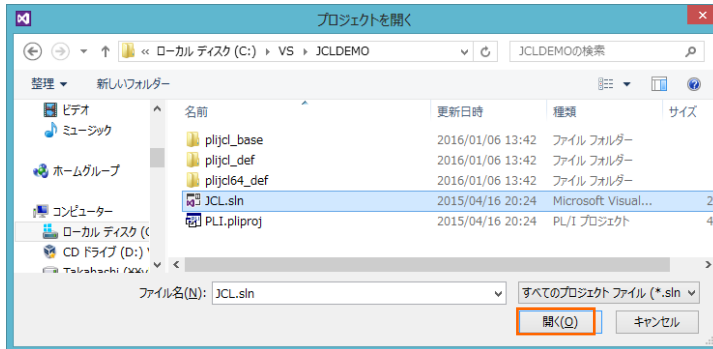 プロジェクトを開く
« ローカル ディスク (C:) ▸ VS ▸ JCLDEMO
JCLDEMOの検索
整理 ▼ 新しいフォルダー
ビデオ
ミュージック
ホームグループ
コンピューター
ローカル ディスク (C
CD ドライブ (D:)
Takahashi
名前 更新日時 種類 サイズ
plijcl_base 2016/01/06 13:42 ファイル フォルダー
plijcl_def 2016/01/06 13:42 ファイル フォルダー
plijcl64_def 2016/01/06 13:42 ファイル フォルダー
JCL.sln 2015/04/16 20:24 Microsoft Visual... 2
PLI.pliproj 2015/04/16 20:24 PL/I プロジェクト 4
ファイル名(N): JCL.sln すべてのプロジェクト ファイル (*.sln
開く(O) キャンセル